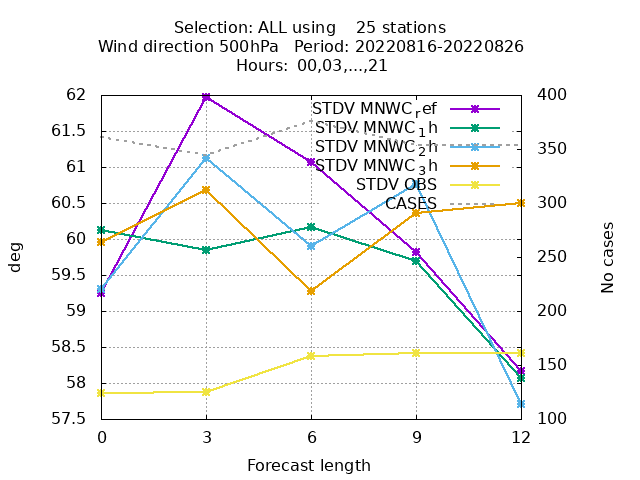 Selection: ALL using    25 stations
Wind direction 500hPa   Period: 20220816-20220826
Hours: 00,03,...,21
STDV MNWC_ref
STDV MNWC_1h
STDV MNWC_2h
STDV MNWC_3h
STDV OBS
CASES
62
61.5
61
60.5
60
59.5
59
58.5
58
57.5
400
350
300
250
200
150
100
deg
No cases
0 3 6 9 12
Forecast length